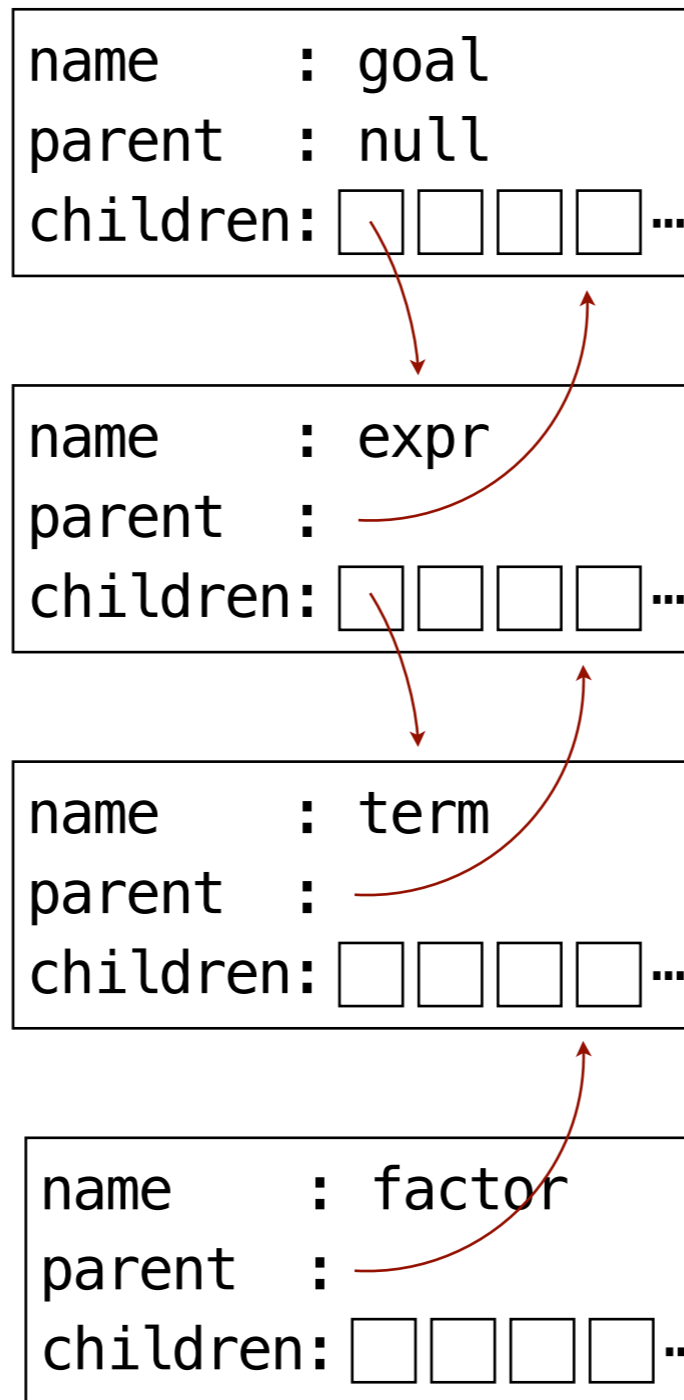 name : goal
parent : null
children: …
name : expr
parent :
children: …
name : term
parent :
children: …
name : factor
parent :
children: …